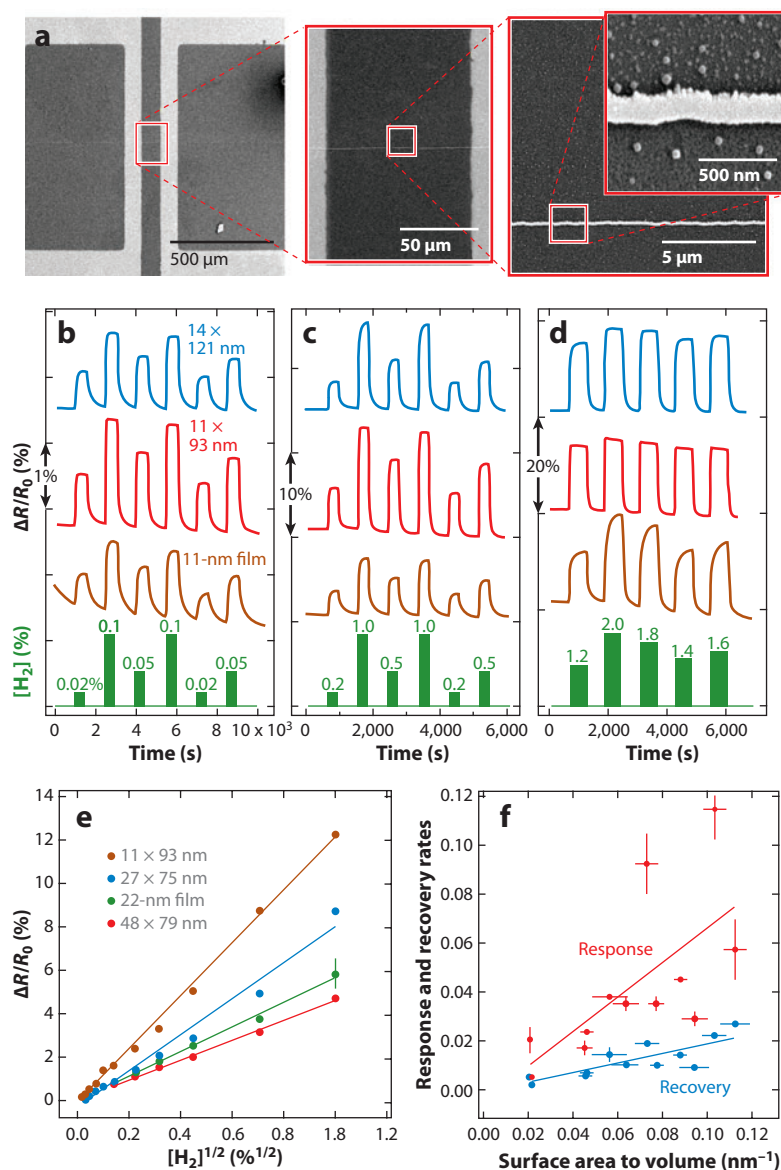 a
500 µm
50 µm
5 µm
500 nm
b
14 ×
121 nm
11 ×
93 nm
11-nm film
1%
ΔR/R0 (%)
[H2] (%)
0.02%
0.1
0.05
0.1
0.02
0.05
0 2 4 6 8 10 x 10³
Time (s)
c
10%
0.2
1.0
0.5
1.0
0.2
0.5
0 2,000 4,000 6,000
Time (s)
d
20%
1.2
2.0
1.8
1.4
1.6
0 2,000 4,000 6,000
Time (s)
e
14
12
10
8
6
4
2
0
ΔR/R0 (%)
11 × 93 nm
27 × 75 nm
22-nm film
48 × 79 nm
0.0 0.2 0.4 0.6 0.8 1.2 1.8
[H2]1/2 (%1/2)
f
0.12
0.10
0.08
0.06
0.04
0.02
0.00
Response and recovery rates
Response
Recovery
0.00 0.02 0.04 0.06 0.08 0.10 0.12
Surface area to volume (nm⁻¹)